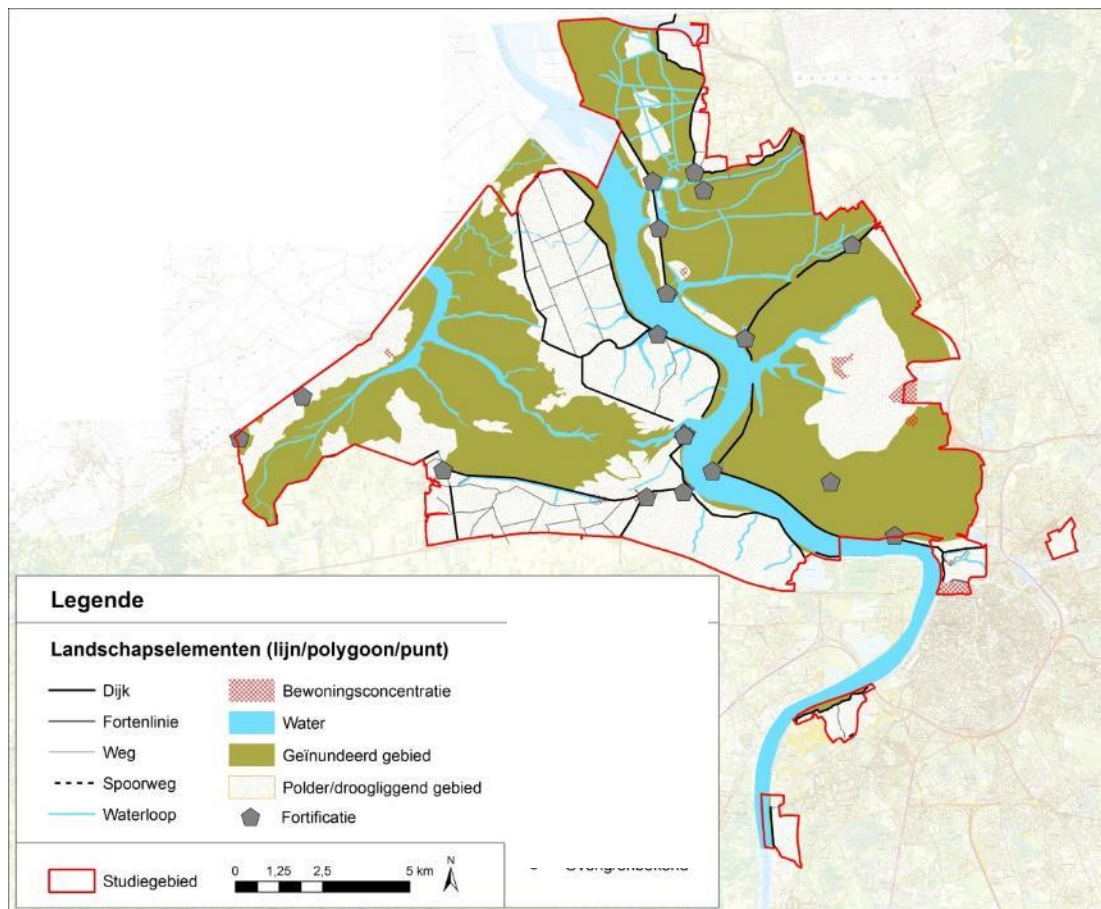 Legende
Landschapselementen (lijn/polygoon/punt)
Dijk
Fortenlinie
Weg
Spoorweg
Waterloop
Bewoningsconcentratie
Water
Geïnundeerd gebied
Polder/droogliggend gebied
Fortificatie
Studiegebied
0 1,25 2,5 5 km
N